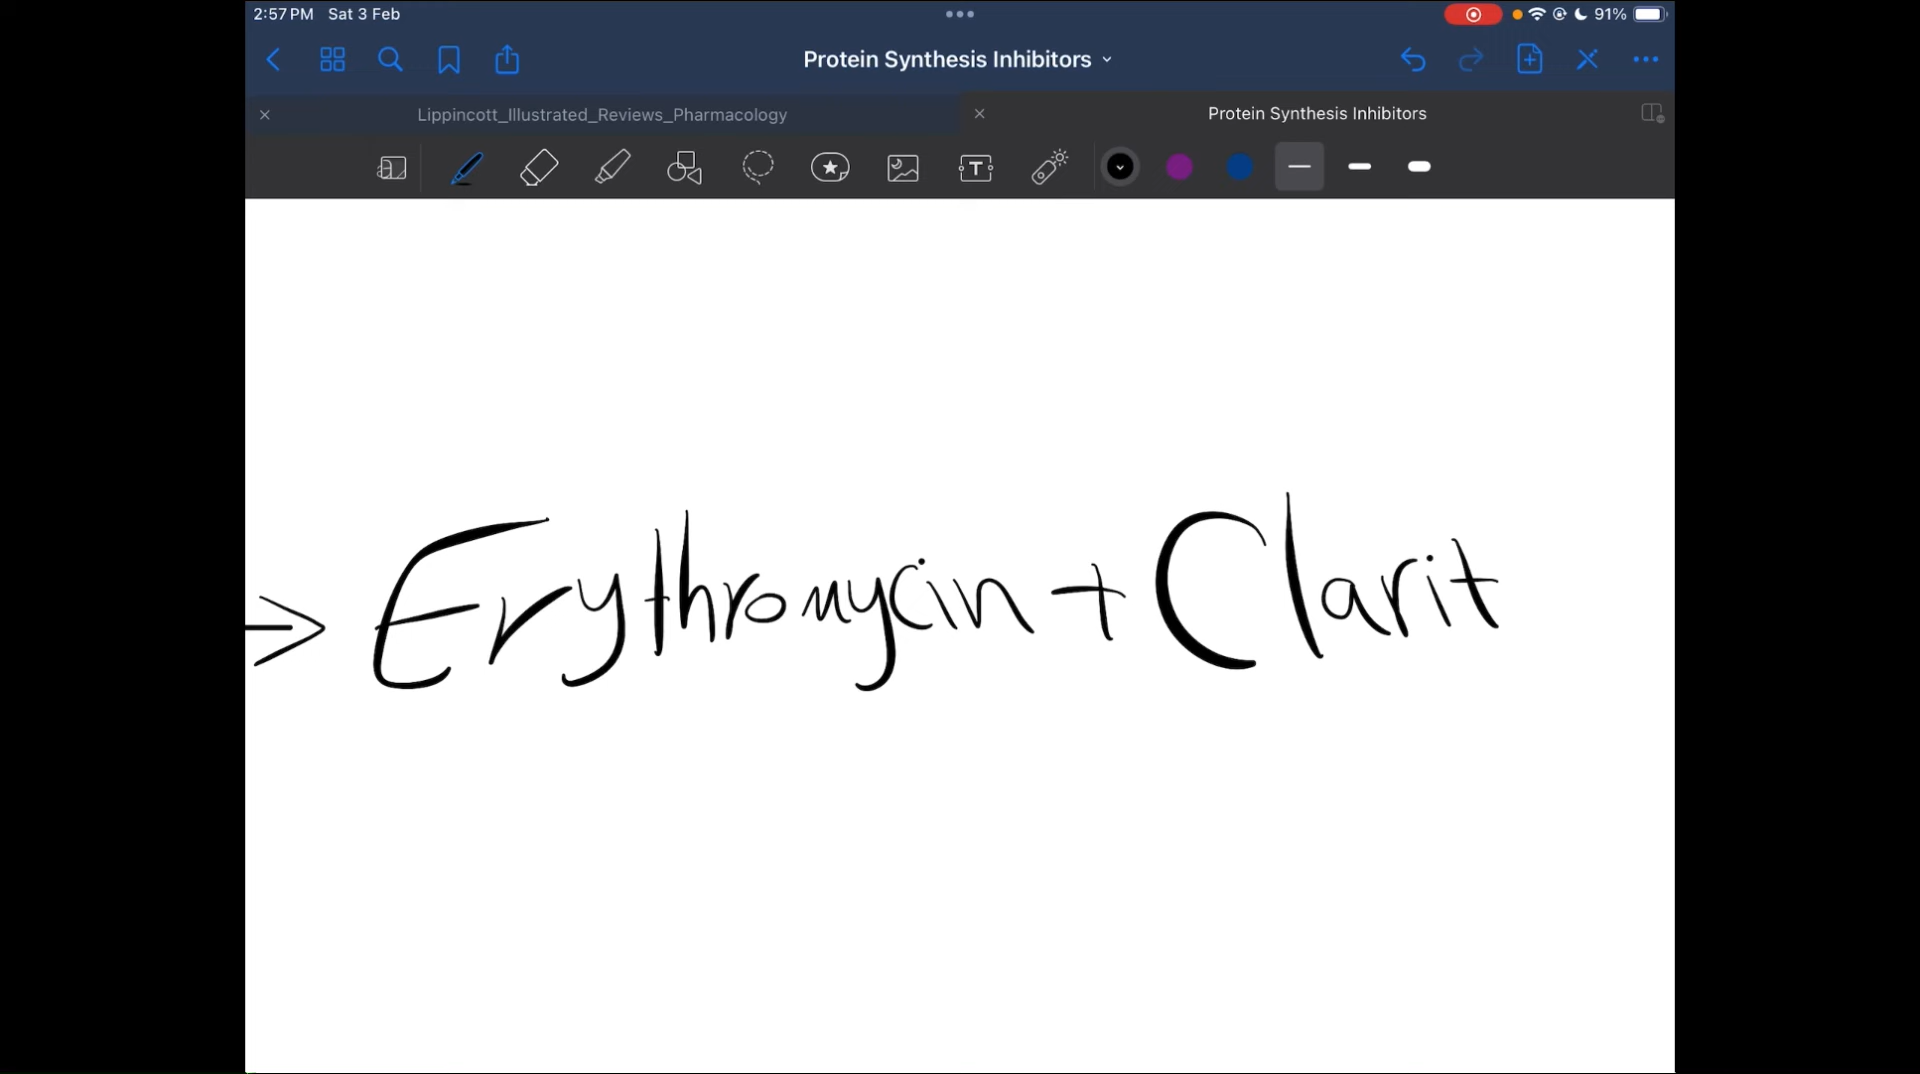 2:57 PM Sat 3 Feb 91%
Protein Synthesis Inhibitors
Lippincott_Illustrated_Reviews_Pharmacology Protein Synthesis Inhibitors
→ Erythromycin + Clarit